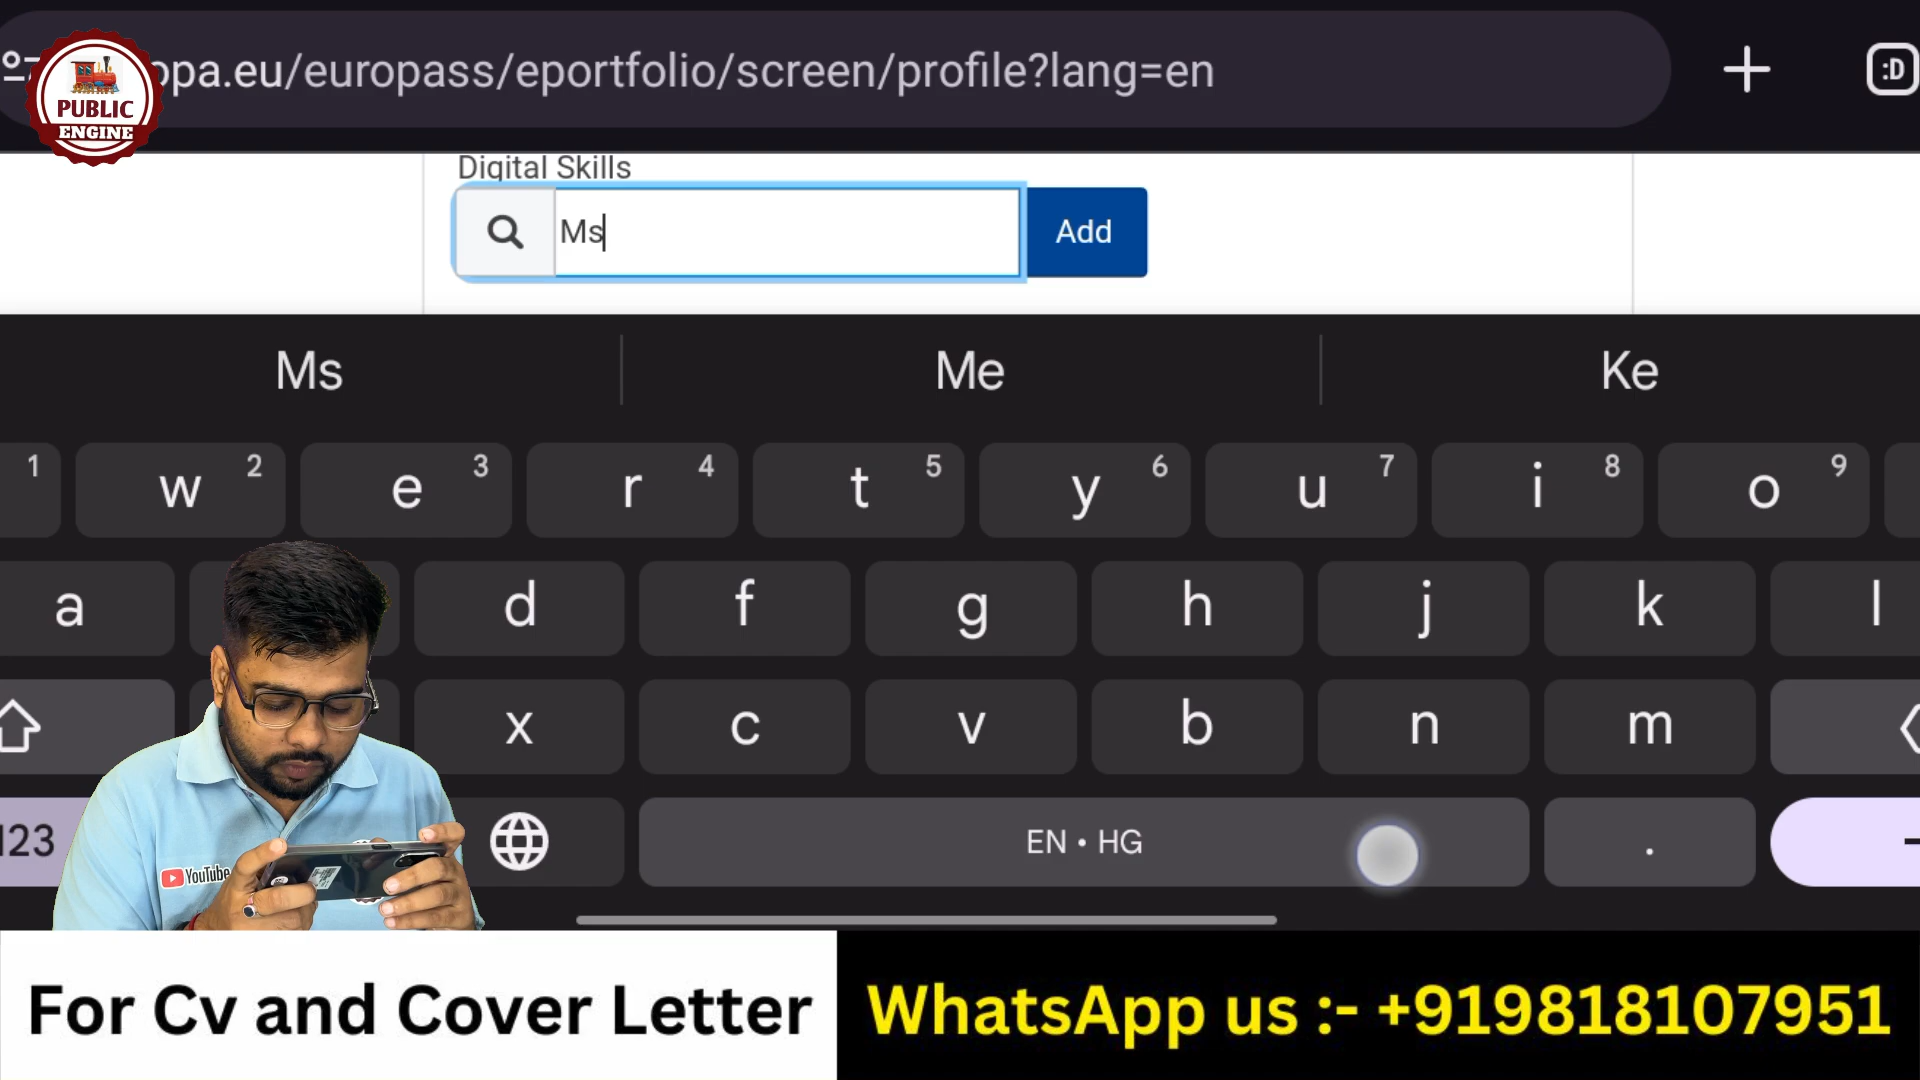 opa.eu/europass/eportfolio/screen/profile?lang=en
:D
PUBLIC
ENGINE
Digital Skills
Ms
Add
Ms
Me
Ke
1
w 2
e 3
r 4
t 5
y 6
u 7
i 8
o 9
a
d
f
g
h
j
k
l
x
c
v
b
n
m
123
EN • HG
.
YouTube
For Cv and Cover Letter
WhatsApp us :- +919818107951